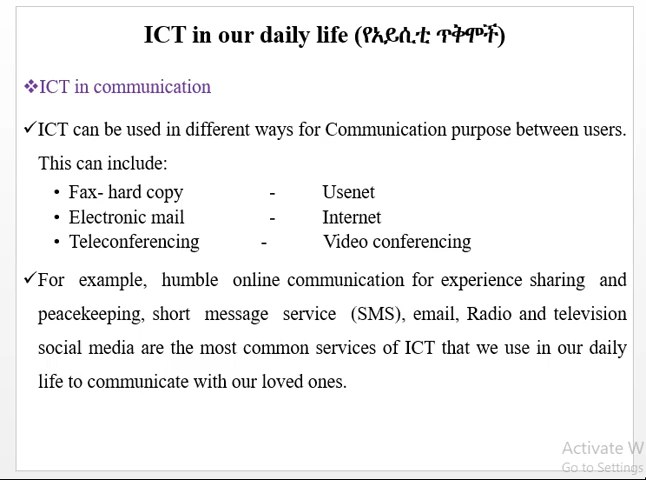 ICT in our daily life (የአይሲቲ ጥቅሞች)
❖ICT in communication
✓ICT can be used in different ways for Communication purpose between users.
This can include:
• Fax- hard copy - Usenet
• Electronic mail - Internet
• Teleconferencing - Video conferencing
✓For example, humble online communication for experience sharing and
peacekeeping, short message service (SMS), email, Radio and television
social media are the most common services of ICT that we use in our daily
life to communicate with our loved ones.
Activate W
Go to Settings